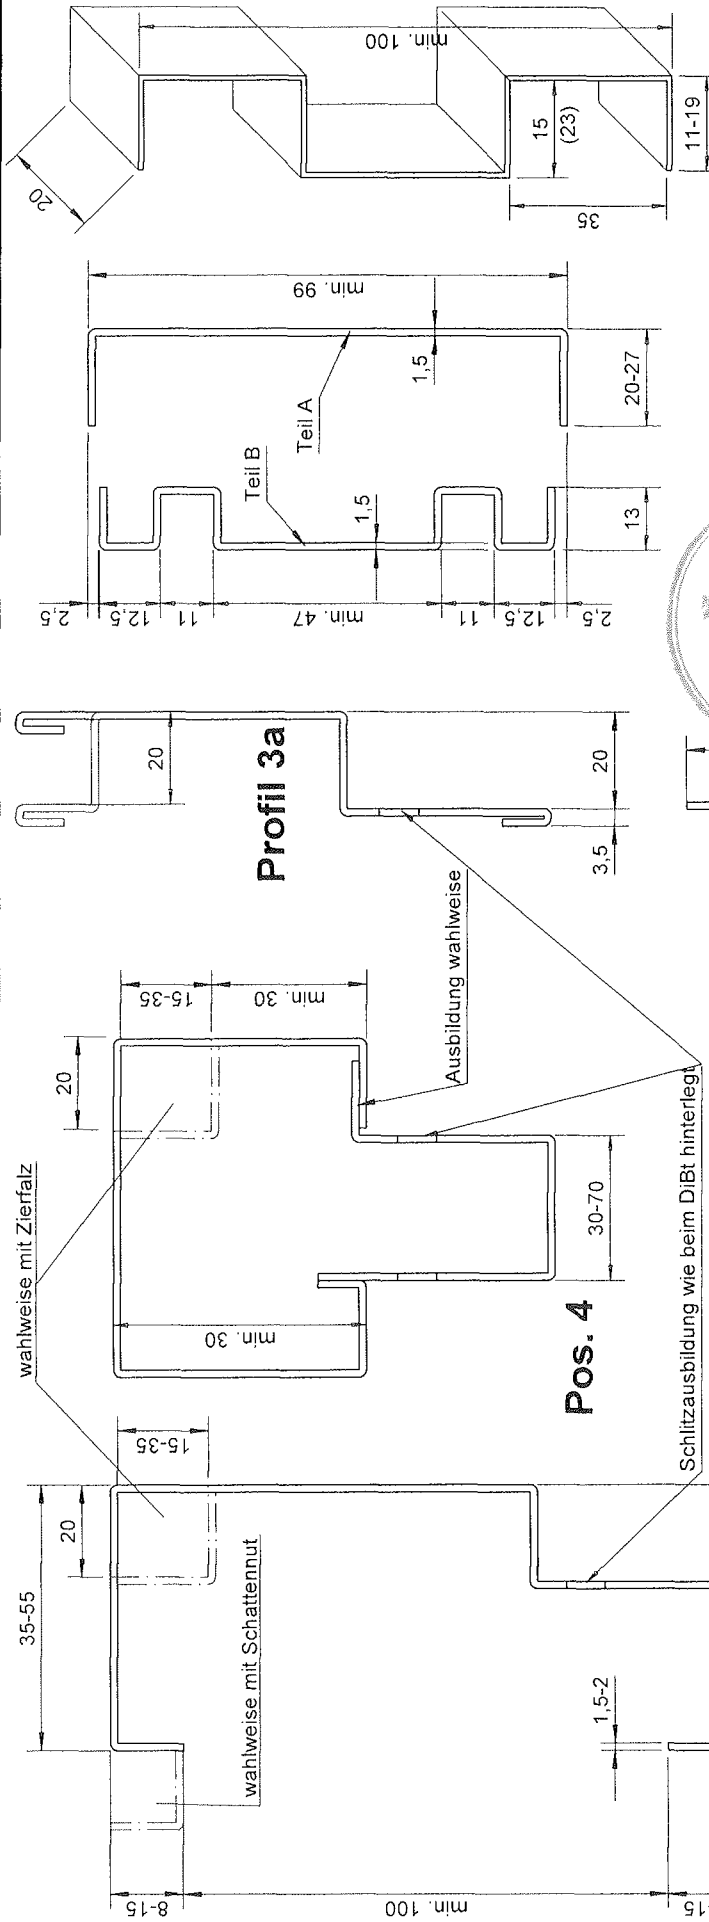 min. 100
20
15
(23)
35
11-19
min. 99
1,5
Teil A
20-27
Teil B
1,5
13
2,5
12,5
11
min. 47
11
12,5
2,5
20
Profil 3a
20
3,5
Ausbildung wahlweise
15-35
min. 30
20
wahlweise mit Zierfalz
min. 30
30-70
Pos. 4
Schlitzausbildung wie beim DiBt hinterlegt
15-35
20
35-55
wahlweise mit Schattennut
1,5-2
8-15
min. 100